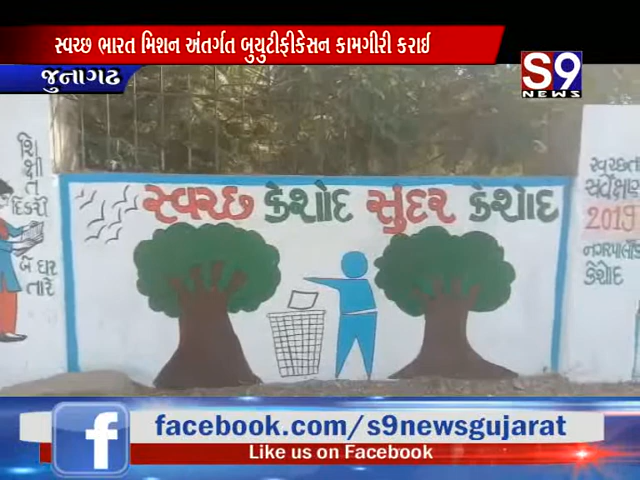 સ્વચ્છ ભારત મિશન અંતર્ગત બુયુટીફીકેસન કામગીરી કરાઈ
જુનાગઢ
S9
NEWS
શિક્ષીત
દિકરી
બે ઘર
તારે
સ્વચ્છ કેશોદ સુંદર કેશોદ
સ્વચ્છતા
સર્વેક્ષણ
2019
નગરપાલીકા
કેશોદ
facebook.com/s9newsgujarat
Like us on Facebook
f